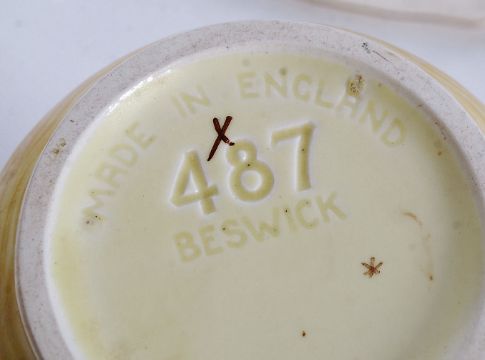 MADE IN ENGLAND
X
487
BESWICK
*